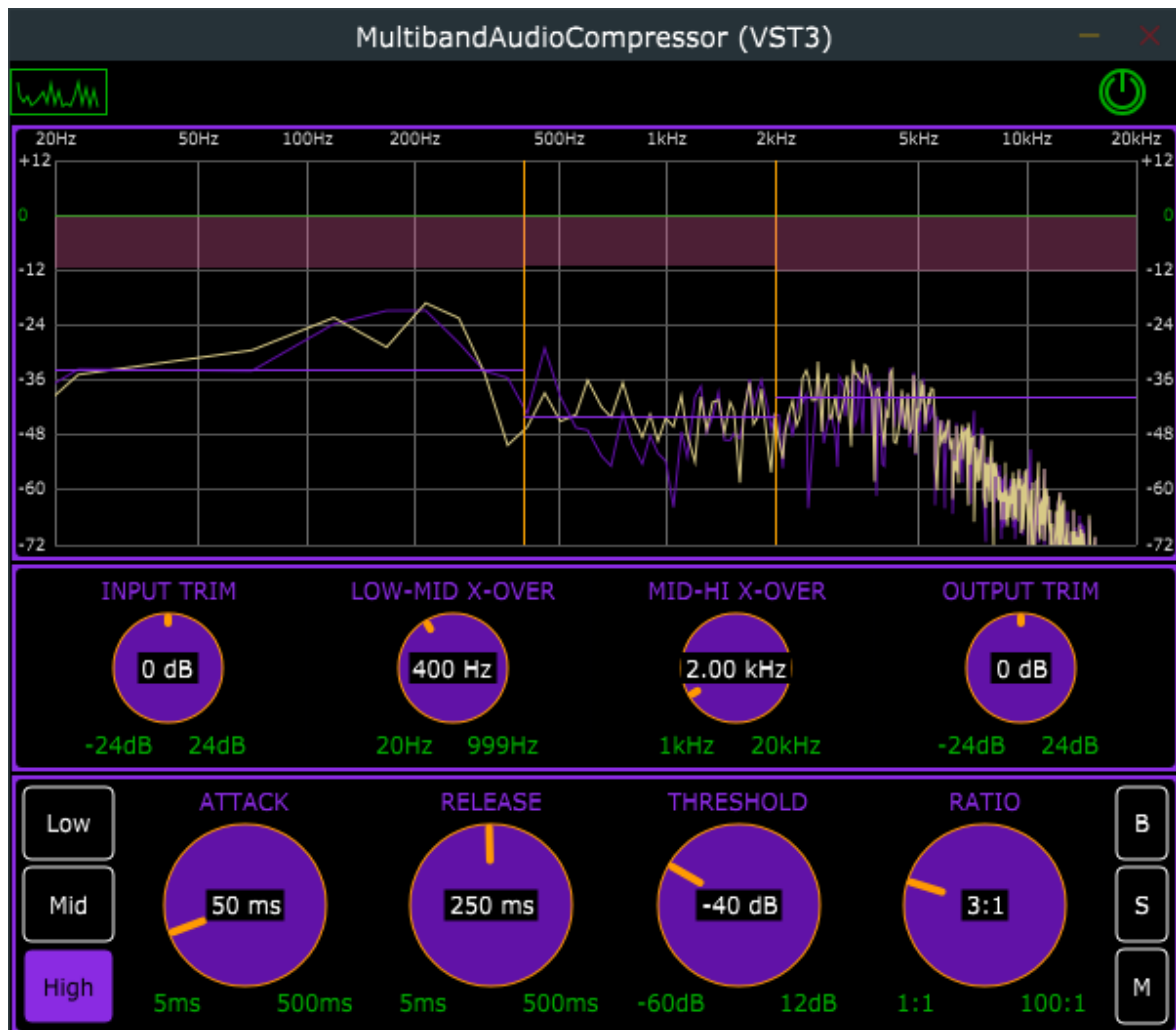 MultibandAudioCompressor (VST3)
20Hz 50Hz 100Hz 200Hz 500Hz 1kHz 2kHz 5kHz 10kHz 20kHz
+12 +12
0 0
-12 -12
-24 -24
-36 -36
-48 -48
-60 -60
-72 -72
INPUT TRIM LOW-MID X-OVER MID-HI X-OVER OUTPUT TRIM
0 dB 400 Hz 2.00 kHz 0 dB
-24dB 24dB 20Hz 999Hz 1kHz 20kHz -24dB 24dB
ATTACK RELEASE THRESHOLD RATIO
Low B
Mid 50 ms 250 ms -40 dB 3:1 S
High M
5ms 500ms 5ms 500ms -60dB 12dB 1:1 100:1